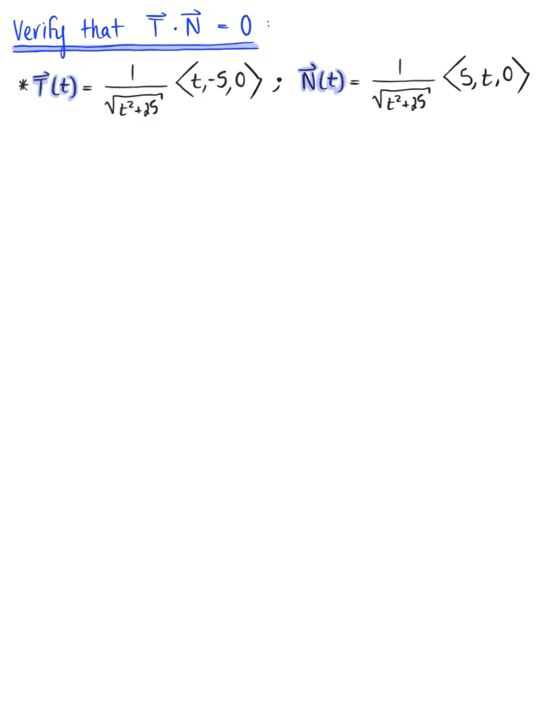 Verify that T⃗ · N⃗ = 0 :
* T⃗(t) = 1/√(t²+25) ⟨t,-5,0⟩ ; N⃗(t) = 1/√(t²+25) ⟨5,t,0⟩